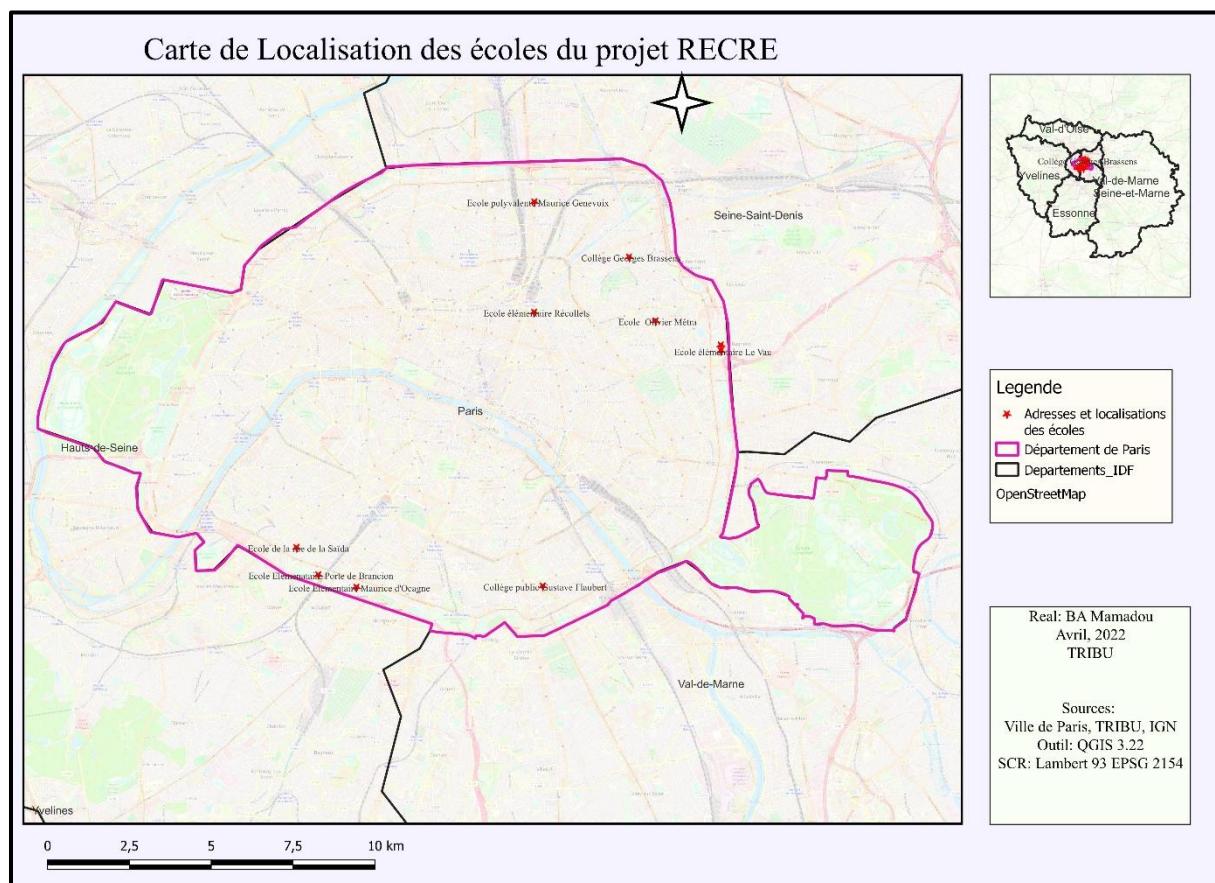 Carte de Localisation des écoles du projet RECRE
Ecole polyvalente Maurice Genevoix
Seine-Saint-Denis
Collège Georges Brassens
Ecole élémentaire Récollets
Ecole Olivier Métra
Ecole élémentaire Le Vau
Paris
Hauts-de-Seine
Ecole de la rue de la Saïda
Ecole Elementaire Porte de Brancion
Ecole Elementaire Maurice d'Ocagne
Collège public Gustave Flaubert
Val-de-Marne
Yvelines
0 2,5 5 7,5 10 km
Val-d'Oise
Collège Georges Brassens
Yvelines
Val-de-Marne
Seine-et-Marne
Essonne
Legende
Adresses et localisations
des écoles
Département de Paris
Departements_IDF
OpenStreetMap
Real: BA Mamadou
Avril, 2022
TRIBU
Sources:
Ville de Paris, TRIBU, IGN
Outil: QGIS 3.22
SCR: Lambert 93 EPSG 2154